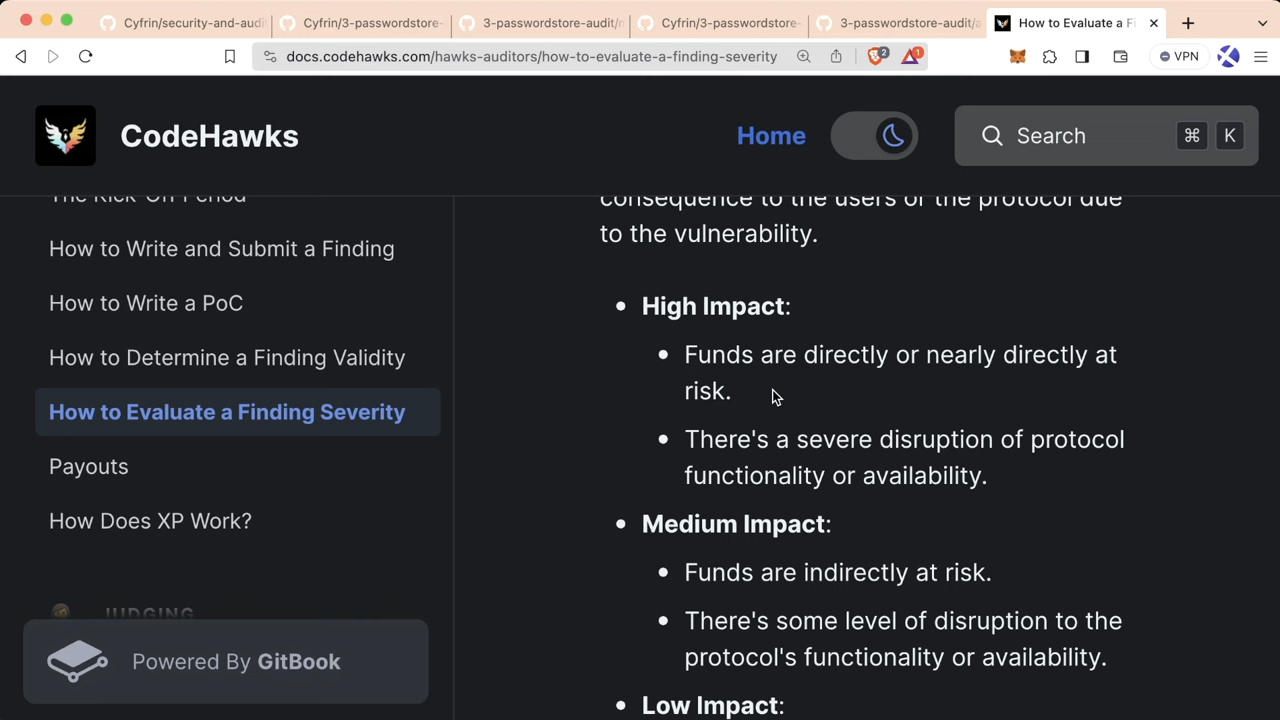 Cyfrin/security-and-audit
Cyfrin/3-passwordstore-
3-passwordstore-audit/
Cyfrin/3-passwordstore-
3-passwordstore-audit/
How to Evaluate a Fi
docs.codehawks.com/hawks-auditors/how-to-evaluate-a-finding-severity
2
1
VPN
CodeHawks
Home
Search
⌘
K
The Kick-Off Period
How to Write and Submit a Finding
How to Write a PoC
How to Determine a Finding Validity
How to Evaluate a Finding Severity
Payouts
How Does XP Work?
JUDGING
Powered By GitBook
consequence to the users or the protocol due
to the vulnerability.
High Impact:
Funds are directly or nearly directly at
risk.
There's a severe disruption of protocol
functionality or availability.
Medium Impact:
Funds are indirectly at risk.
There's some level of disruption to the
protocol's functionality or availability.
Low Impact: